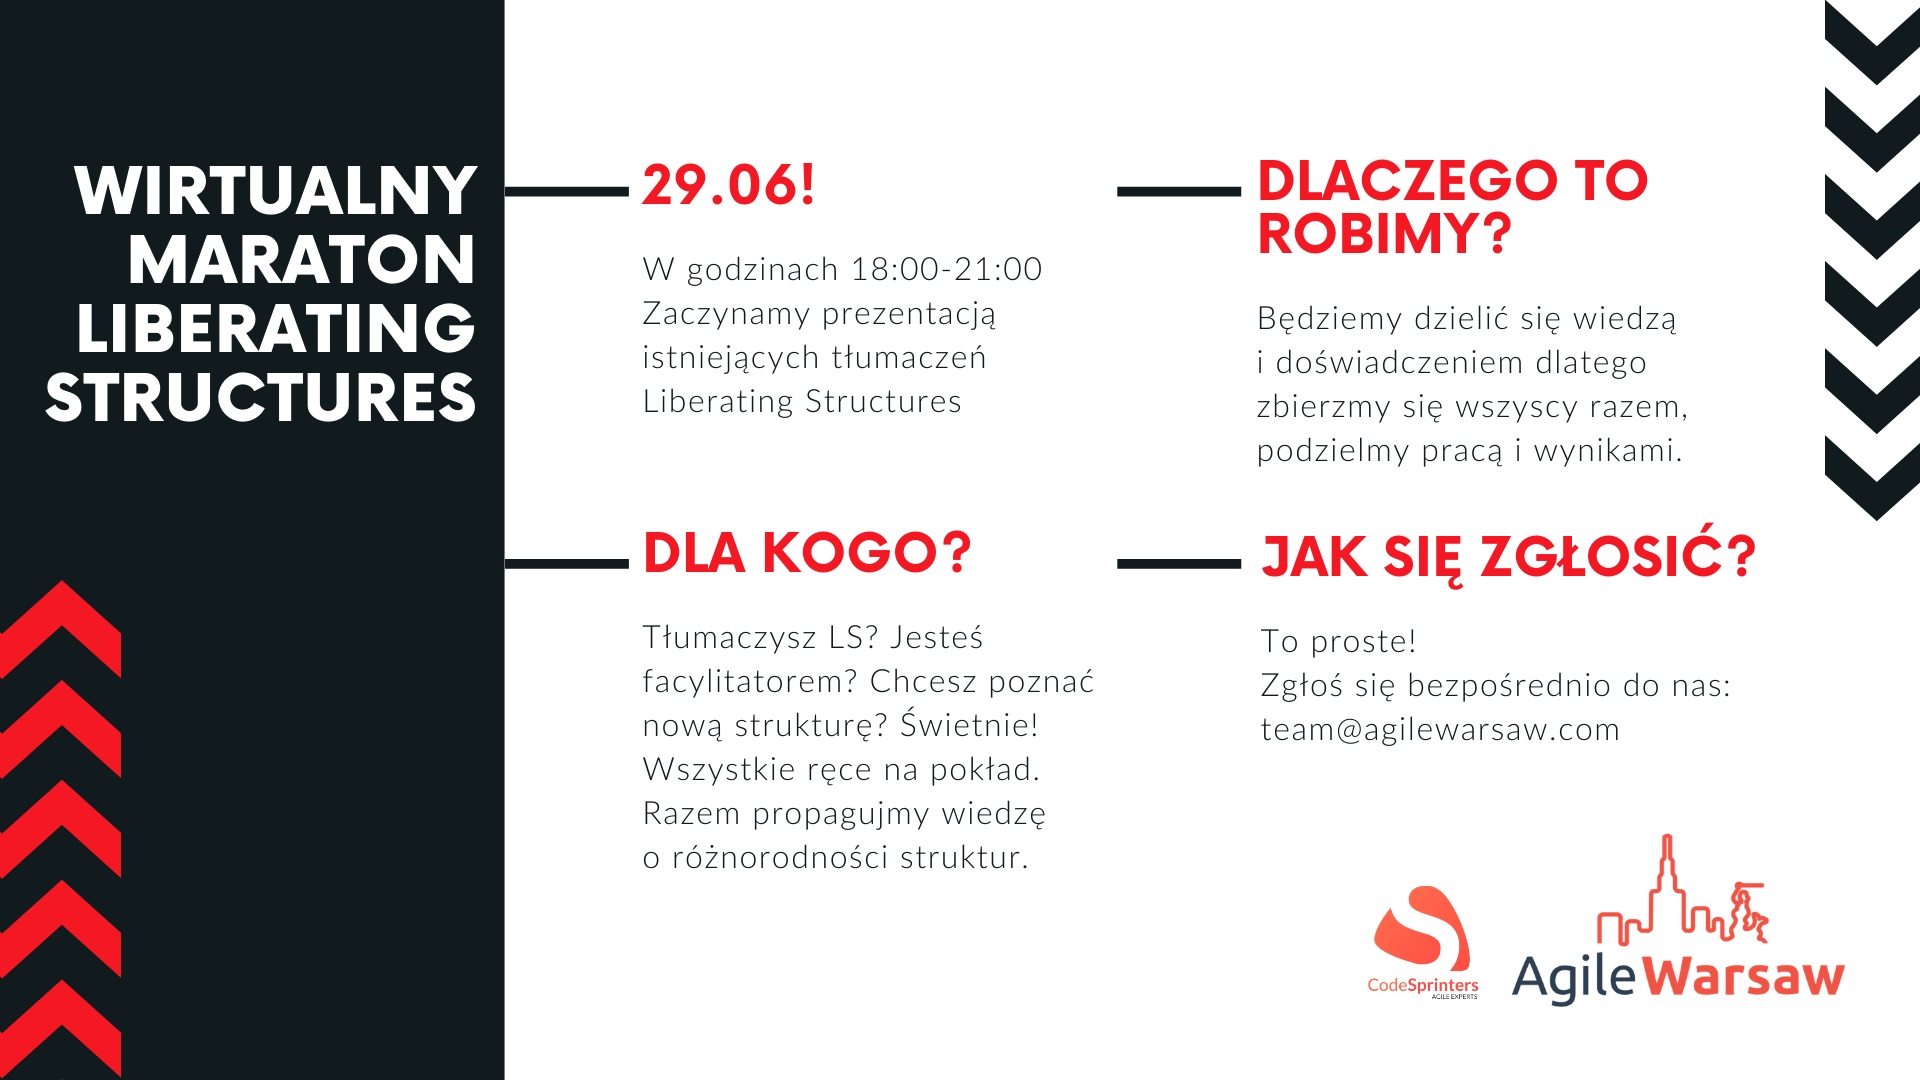 WIRTUALNY
MARATON
LIBERATING
STRUCTURES
29.06!
W godzinach 18:00-21:00
Zaczynamy prezentacją
istniejących tłumaczeń
Liberating Structures
DLACZEGO TO
ROBIMY?
Będziemy dzielić się wiedzą
i doświadczeniem dlatego
zbierzmy się wszyscy razem,
podzielmy pracą i wynikami.
DLA KOGO?
Tłumaczysz LS? Jesteś
facylitatorem? Chcesz poznać
nową strukturę? Świetnie!
Wszystkie ręce na pokład.
Razem propagujmy wiedzę
o różnorodności struktur.
JAK SIĘ ZGŁOSIĆ?
To proste!
Zgłoś się bezpośrednio do nas:
team@agilewarsaw.com
CodeSprinters
AGILE EXPERTS
AgileWarsaw